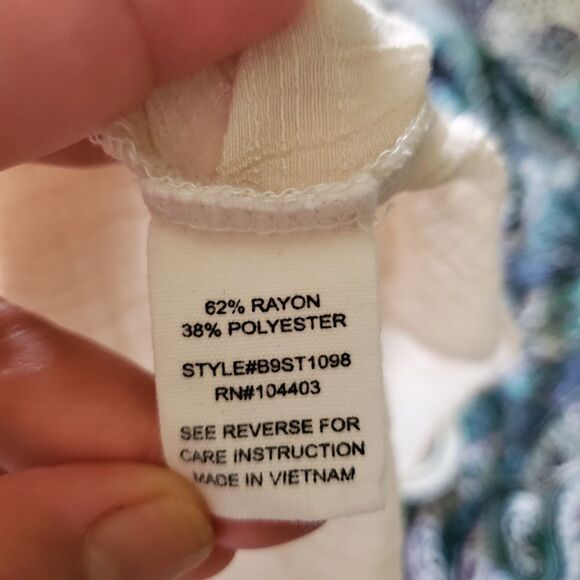 62% RAYON
38% POLYESTER
STYLE#B9ST1098
RN#104403
SEE REVERSE FOR
CARE INSTRUCTION
MADE IN VIETNAM